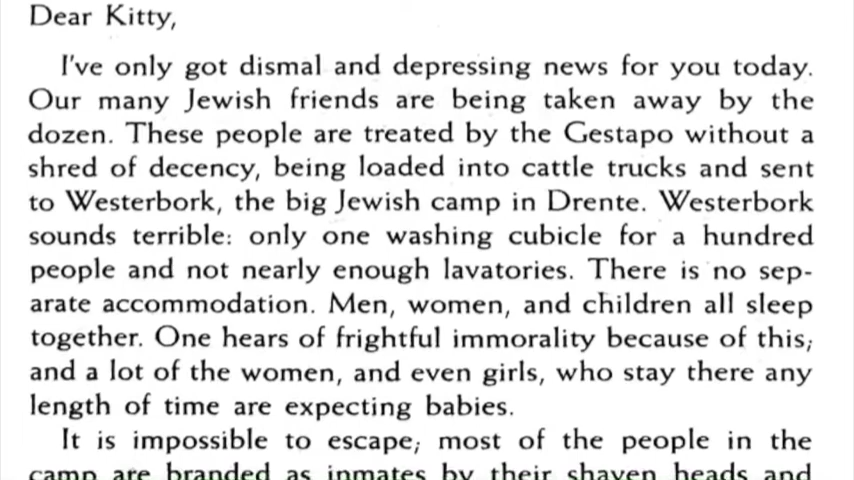 Dear Kitty,
I've only got dismal and depressing news for you today.
Our many Jewish friends are being taken away by the
dozen. These people are treated by the Gestapo without a
shred of decency, being loaded into cattle trucks and sent
to Westerbork, the big Jewish camp in Drente. Westerbork
sounds terrible: only one washing cubicle for a hundred
people and not nearly enough lavatories. There is no sep-
arate accommodation. Men, women, and children all sleep
together. One hears of frightful immorality because of this;
and a lot of the women, and even girls, who stay there any
length of time are expecting babies.
It is impossible to escape; most of the people in the
camp are branded as inmates by their shaven heads and